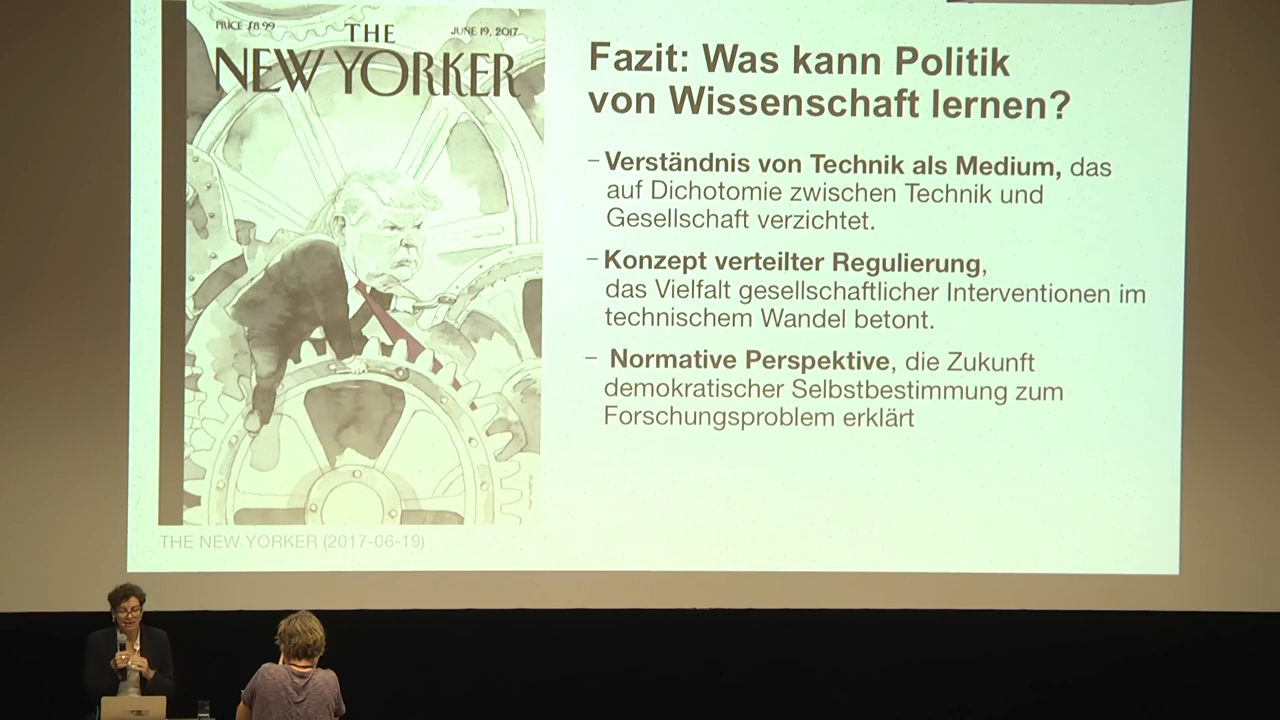 PRICE $8.99
THE
JUNE 19, 2017
NEW YORKER
Fazit: Was kann Politik
von Wissenschaft lernen?
– Verständnis von Technik als Medium, das
auf Dichotomie zwischen Technik und
Gesellschaft verzichtet.
– Konzept verteilter Regulierung,
das Vielfalt gesellschaftlicher Interventionen im
technischem Wandel betont.
– Normative Perspektive, die Zukunft
demokratischer Selbstbestimmung zum
Forschungsproblem erklärt
THE NEW YORKER (2017-06-19)